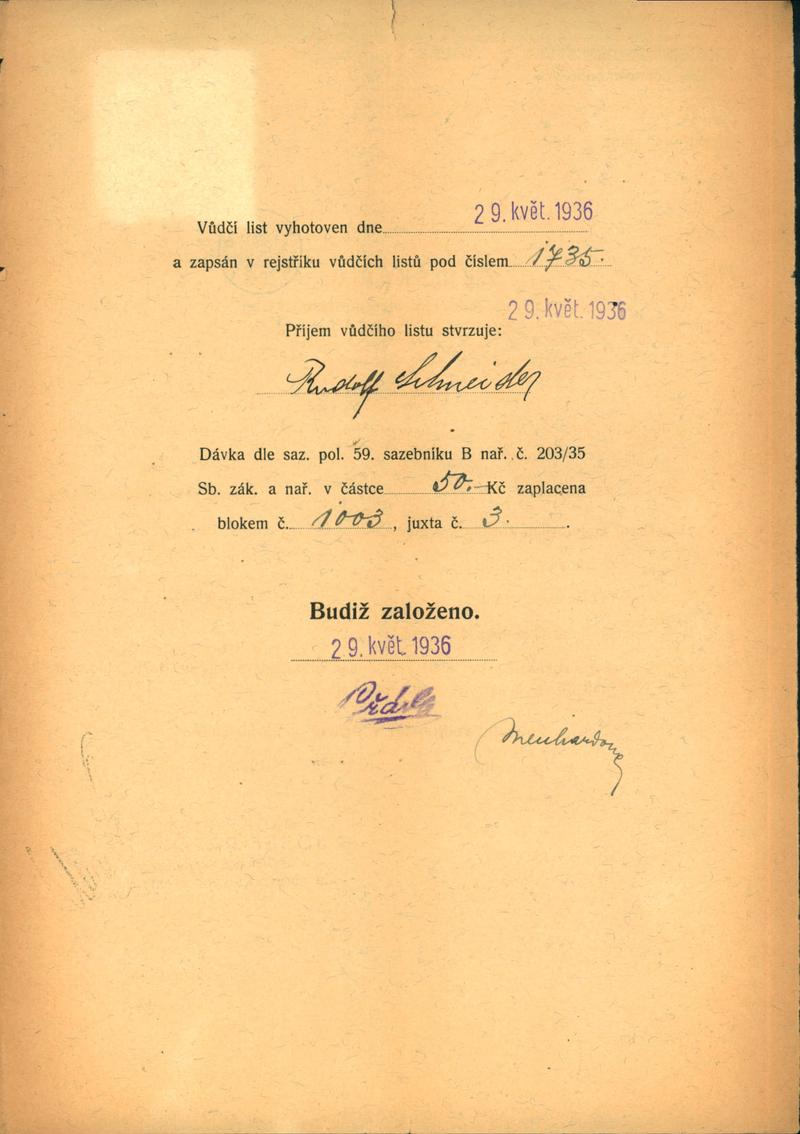 Vůdčí list vyhotoven dne 29. květ. 1936
a zapsán v rejstříku vůdčích listů pod číslem 1735.
29. květ. 1936
Příjem vůdčího listu stvrzuje:
Rudolf Schneider
Dávka dle saz. pol. 59. sazebníku B nař. č. 203/35
Sb. zák. a nař. v částce 50.- Kč zaplacena
blokem č. 1003, juxta č. 3.
Budiž založeno.
29. květ. 1936